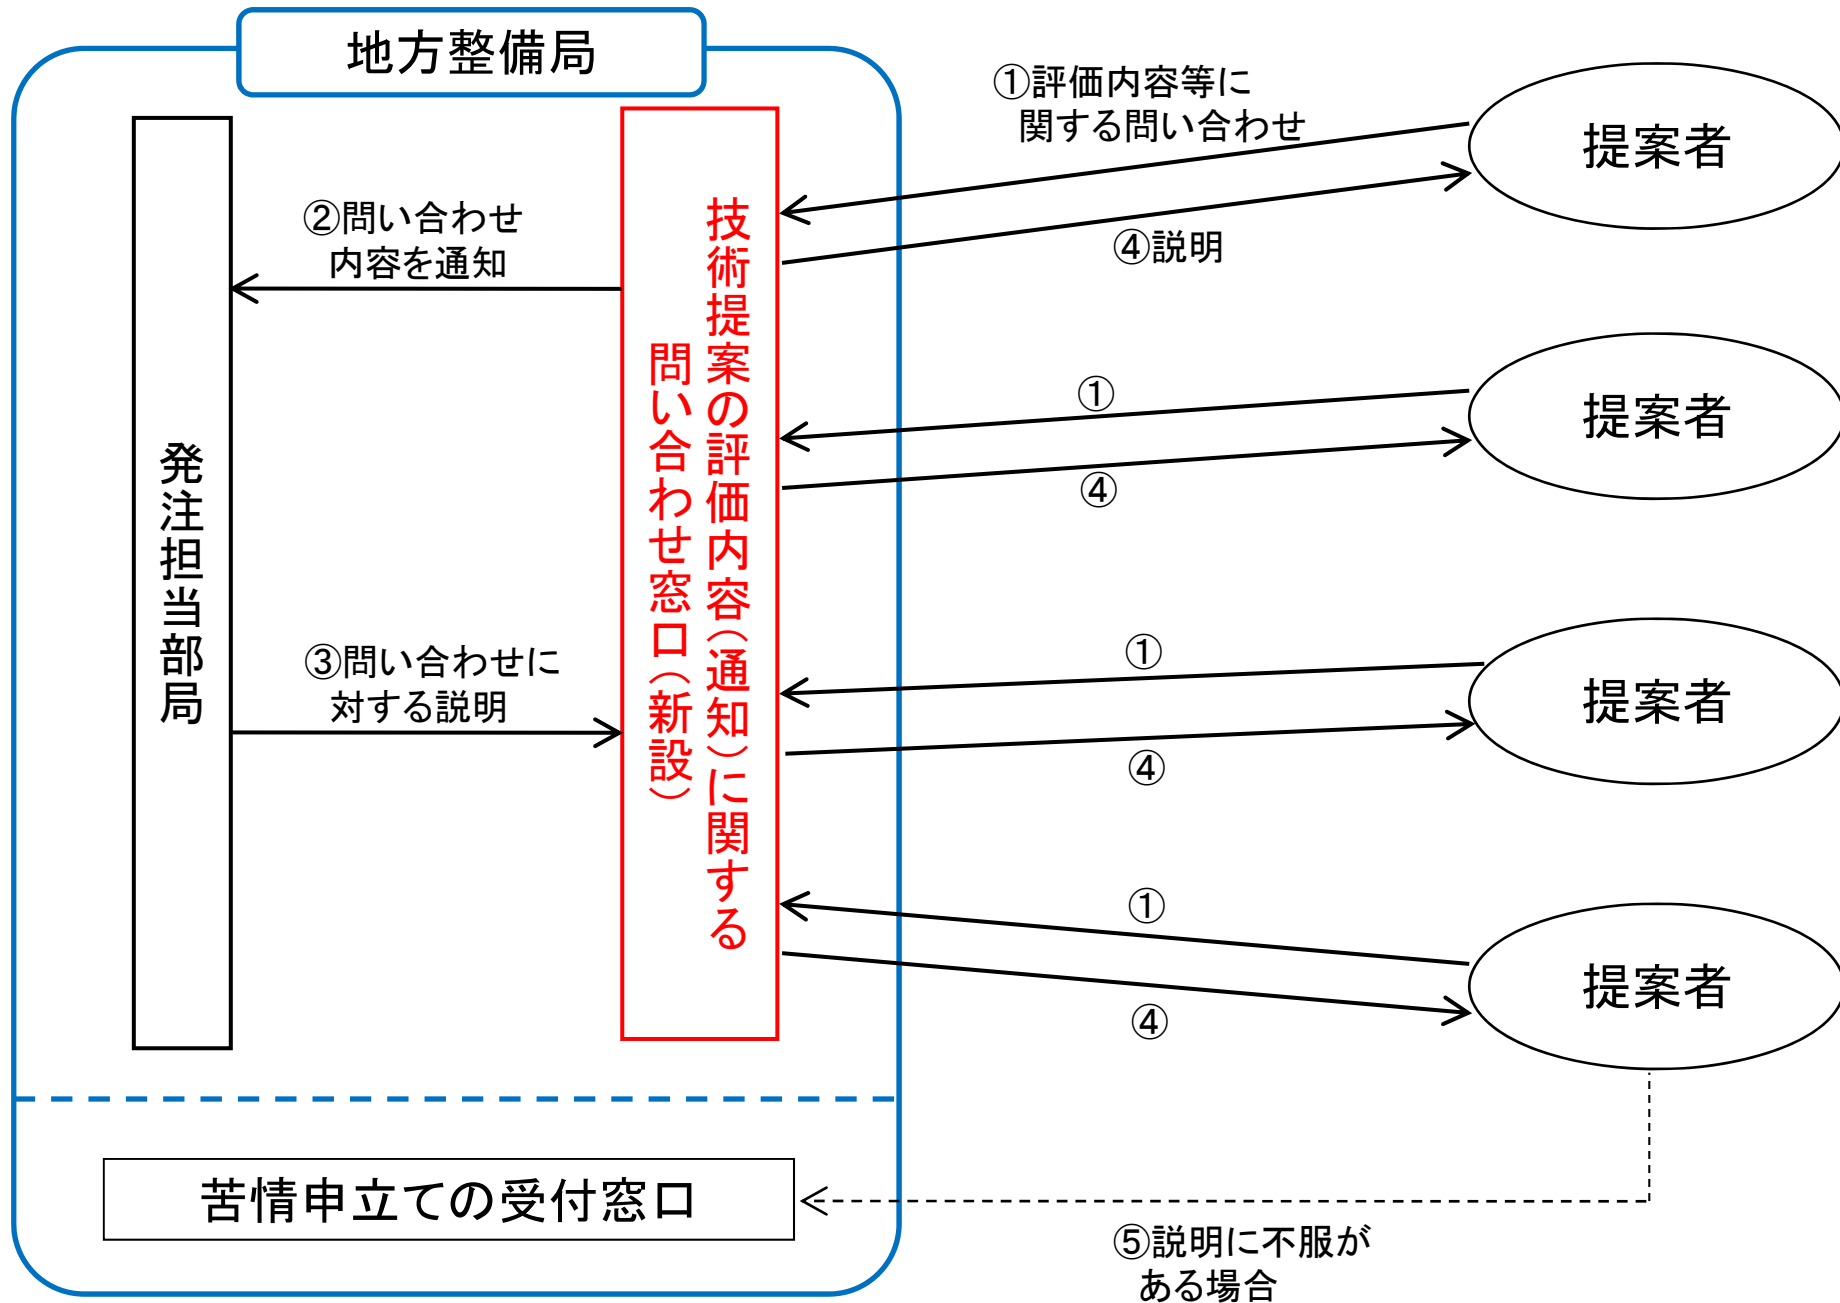 地方整備局
①評価内容等に
関する問い合わせ
提案者
②問い合わせ
内容を通知
④説明
技術提案の評価内容（通知）に関する
問い合わせ窓口（新設）
発注担当部局
①
提案者
④
③問い合わせに
対する説明
①
提案者
④
①
提案者
④
苦情申立ての受付窓口
⑤説明に不服が
ある場合